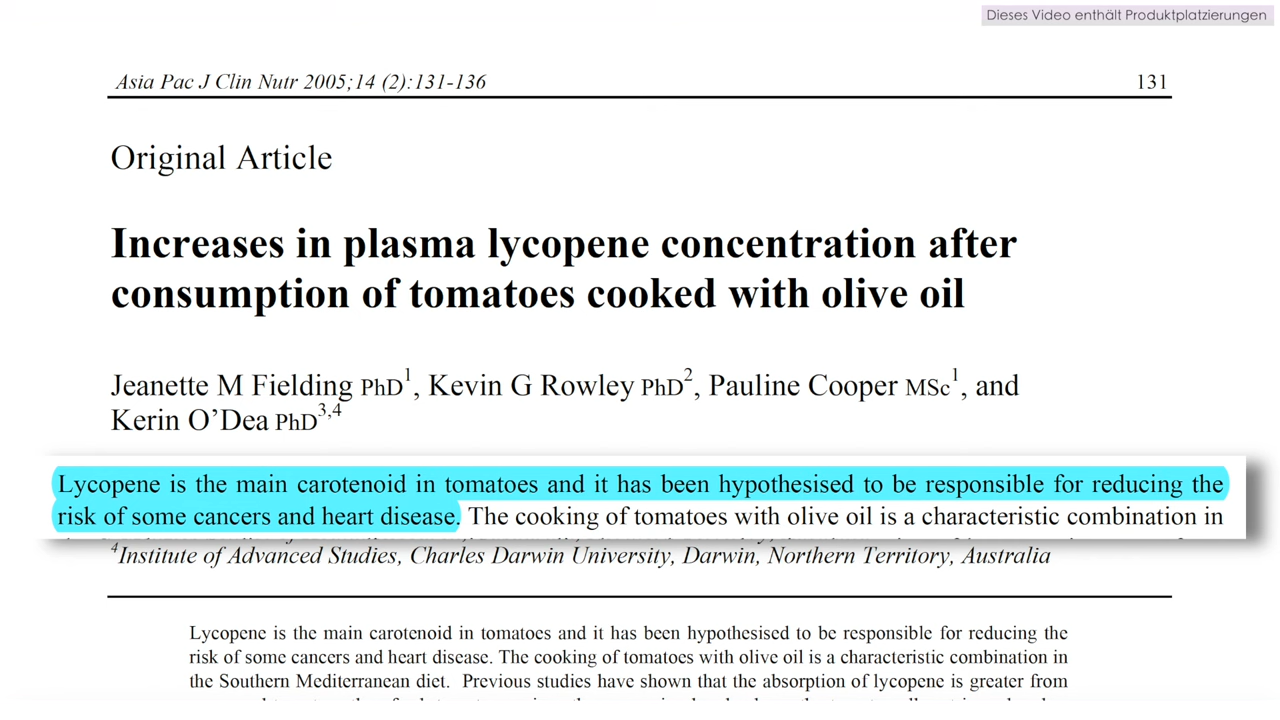 Dieses Video enthält Produktplatzierungen
Asia Pac J Clin Nutr 2005;14 (2):131-136 131
Original Article
Increases in plasma lycopene concentration after
consumption of tomatoes cooked with olive oil
Jeanette M Fielding PhD1, Kevin G Rowley PhD2, Pauline Cooper MSc1, and
Kerin O’Dea PhD3,4
Lycopene is the main carotenoid in tomatoes and it has been hypothesised to be responsible for reducing the
risk of some cancers and heart disease. The cooking of tomatoes with olive oil is a characteristic combination in
4Institute of Advanced Studies, Charles Darwin University, Darwin, Northern Territory, Australia
Lycopene is the main carotenoid in tomatoes and it has been hypothesised to be responsible for reducing the
risk of some cancers and heart disease. The cooking of tomatoes with olive oil is a characteristic combination in
the Southern Mediterranean diet. Previous studies have shown that the absorption of lycopene is greater from